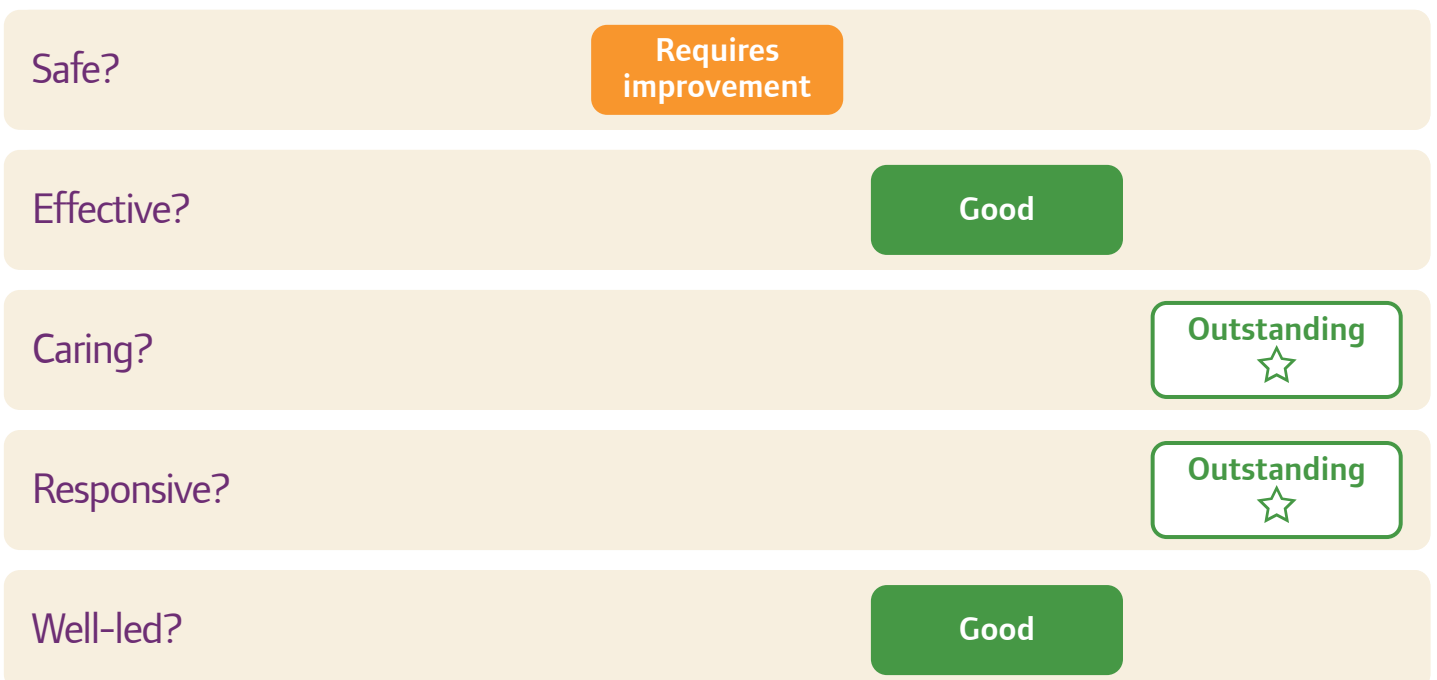 Safe?
Requires
improvement
Effective?
Good
Caring?
Outstanding
Responsive?
Outstanding
Well-led?
Good